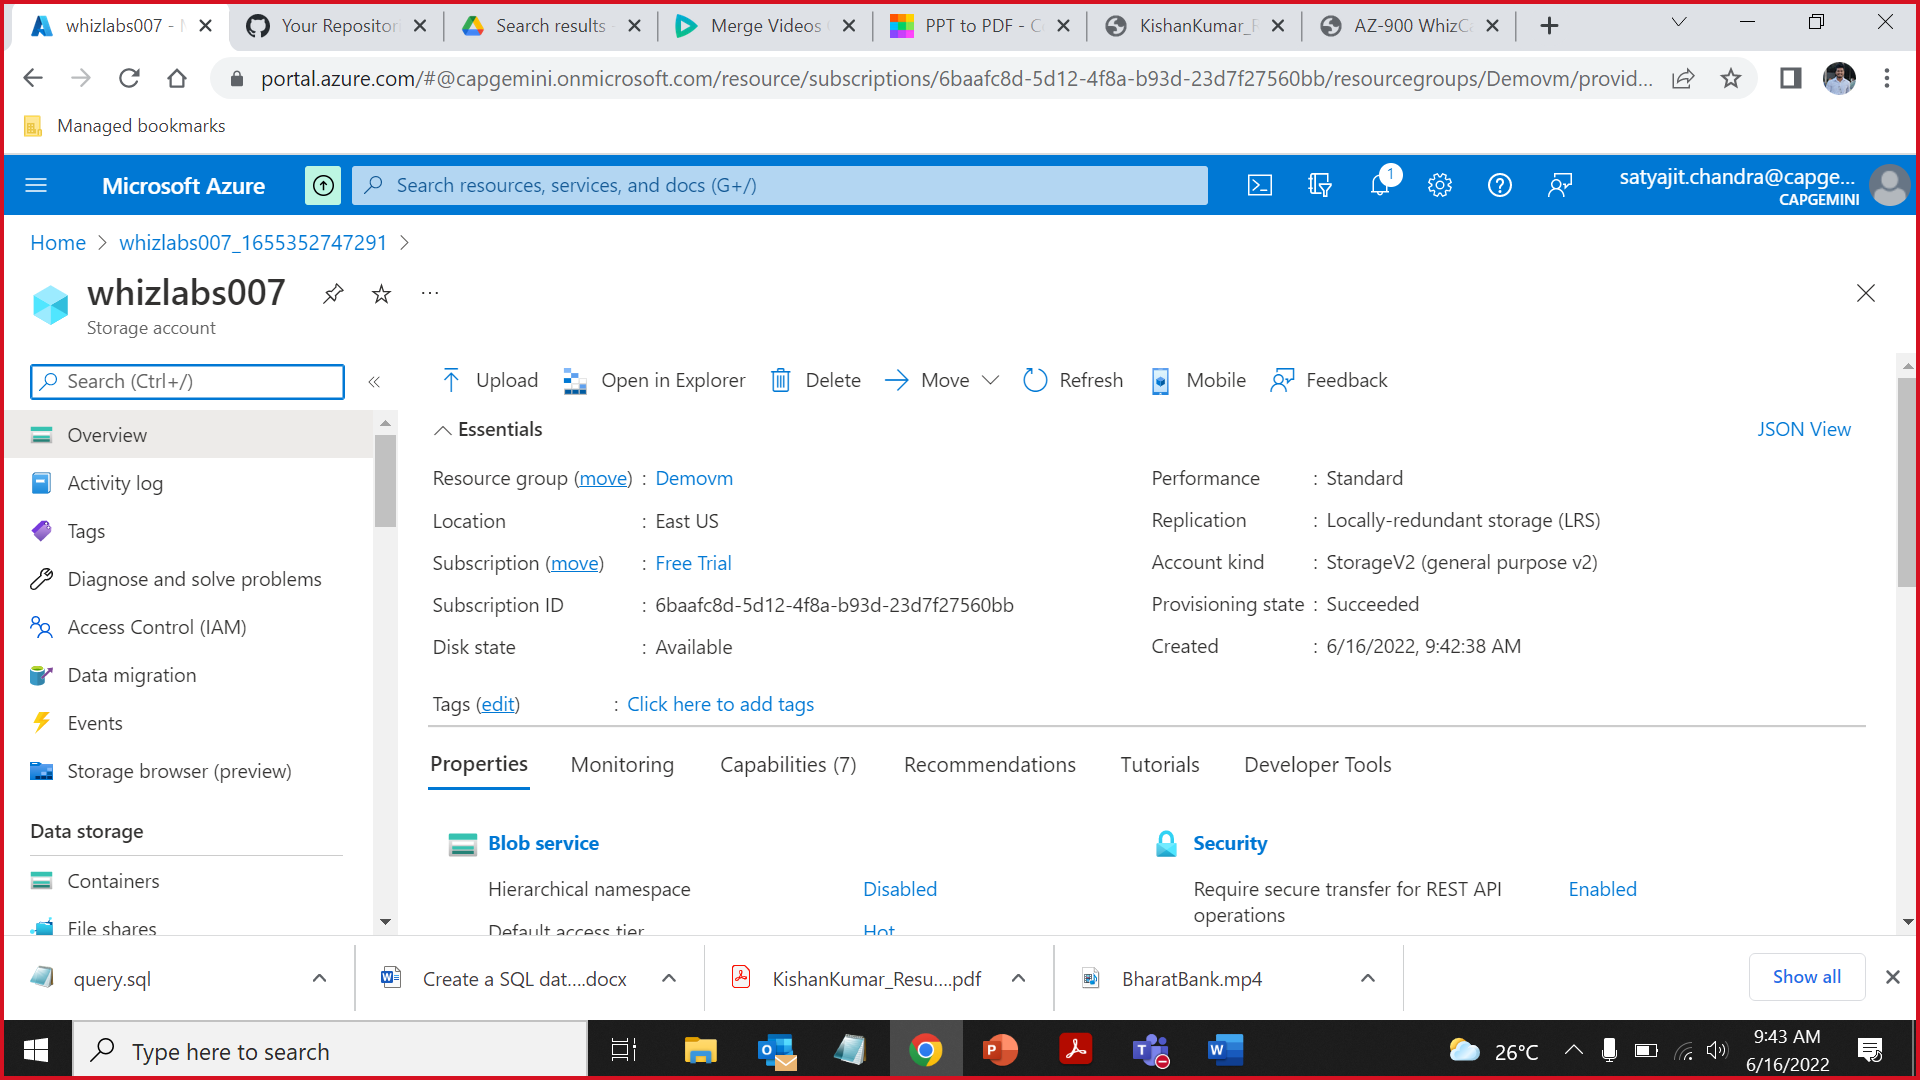 whizlabs007 - M
Your Repositori
Search results -
Merge Videos
PPT to PDF - C
KishanKumar_R
AZ-900 WhizCa
portal.azure.com/#@capgemini.onmicrosoft.com/resource/subscriptions/6baafc8d-5d12-4f8a-b93d-23d7f27560bb/resourcegroups/Demovm/provid...
Managed bookmarks
Microsoft Azure
Search resources, services, and docs (G+/)
1
satyajit.chandra@capge...
CAPGEMINI
Home > whizlabs007_1655352747291 >
whizlabs007
...
Storage account
Search (Ctrl+/)
«
Upload
Open in Explorer
Delete
Move
Refresh
Mobile
Feedback
Overview
Activity log
Tags
Diagnose and solve problems
Access Control (IAM)
Data migration
Events
Storage browser (preview)
Data storage
Containers
File shares
Essentials
JSON View
Resource group (move) : Demovm
Location : East US
Subscription (move) : Free Trial
Subscription ID : 6baafc8d-5d12-4f8a-b93d-23d7f27560bb
Disk state : Available
Performance : Standard
Replication : Locally-redundant storage (LRS)
Account kind : StorageV2 (general purpose v2)
Provisioning state : Succeeded
Created : 6/16/2022, 9:42:38 AM
Tags (edit) : Click here to add tags
Properties
Monitoring
Capabilities (7)
Recommendations
Tutorials
Developer Tools
Blob service
Hierarchical namespace Disabled
Default access tier Hot
Security
Require secure transfer for REST API Enabled
operations
query.sql
Create a SQL dat....docx
KishanKumar_Resu....pdf
BharatBank.mp4
Show all
Type here to search
26°C
9:43 AM
6/16/2022